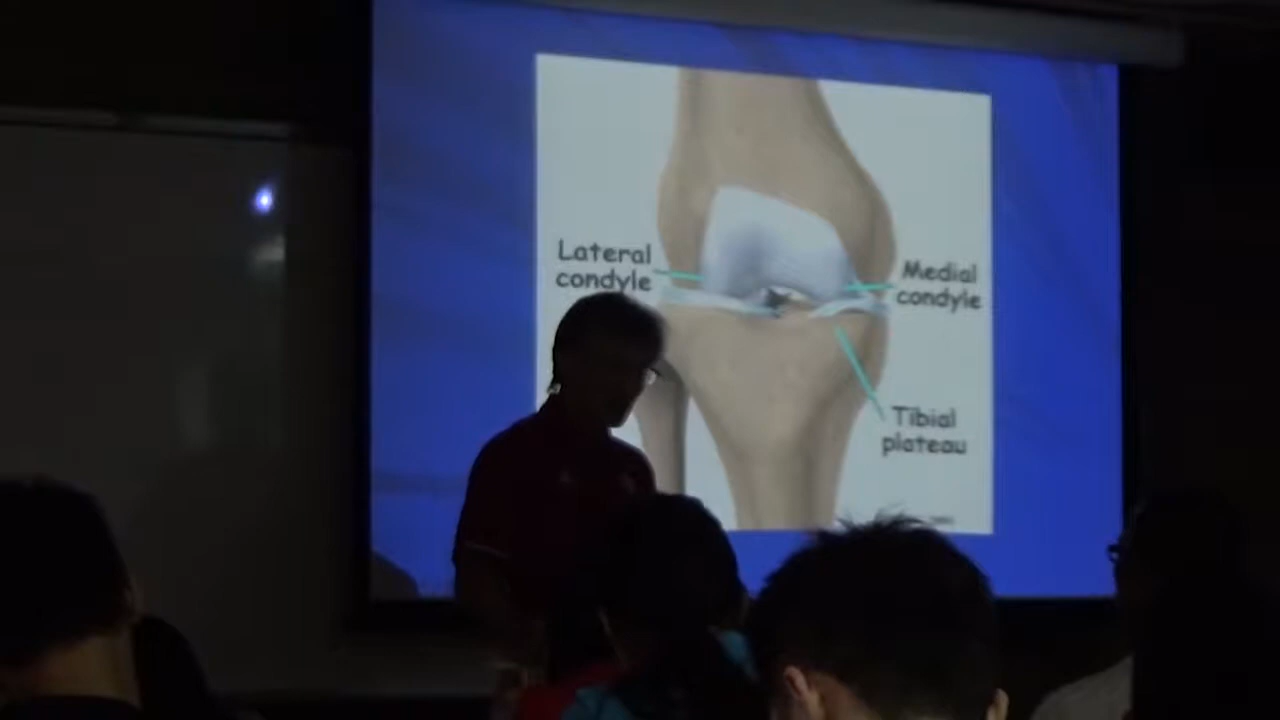 Lateral
condyle
Medial
condyle
Tibial
plateau